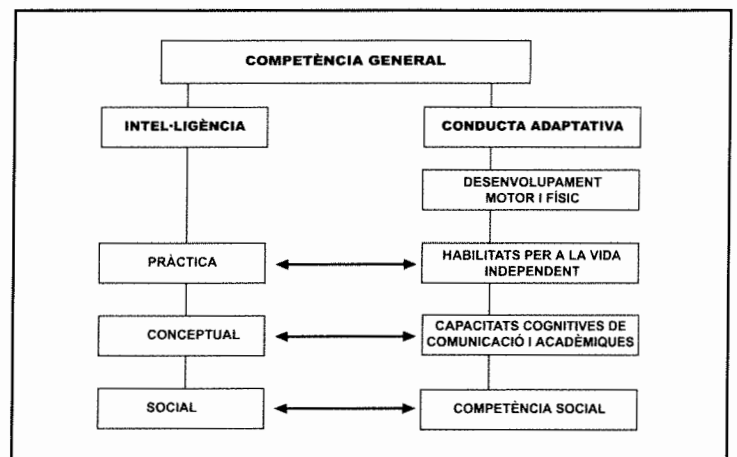 COMPETÈNCIA GENERAL
INTEL·LIGÈNCIA
CONDUCTA ADAPTATIVA
DESENVOLUPAMENT
MOTOR I FÍSIC
PRÀCTICA
HABILITATS PER A LA VIDA
INDEPENDENT
CONCEPTUAL
CAPACITATS COGNITIVES DE
COMUNICACIÓ I ACADÈMIQUES
SOCIAL
COMPETÈNCIA SOCIAL